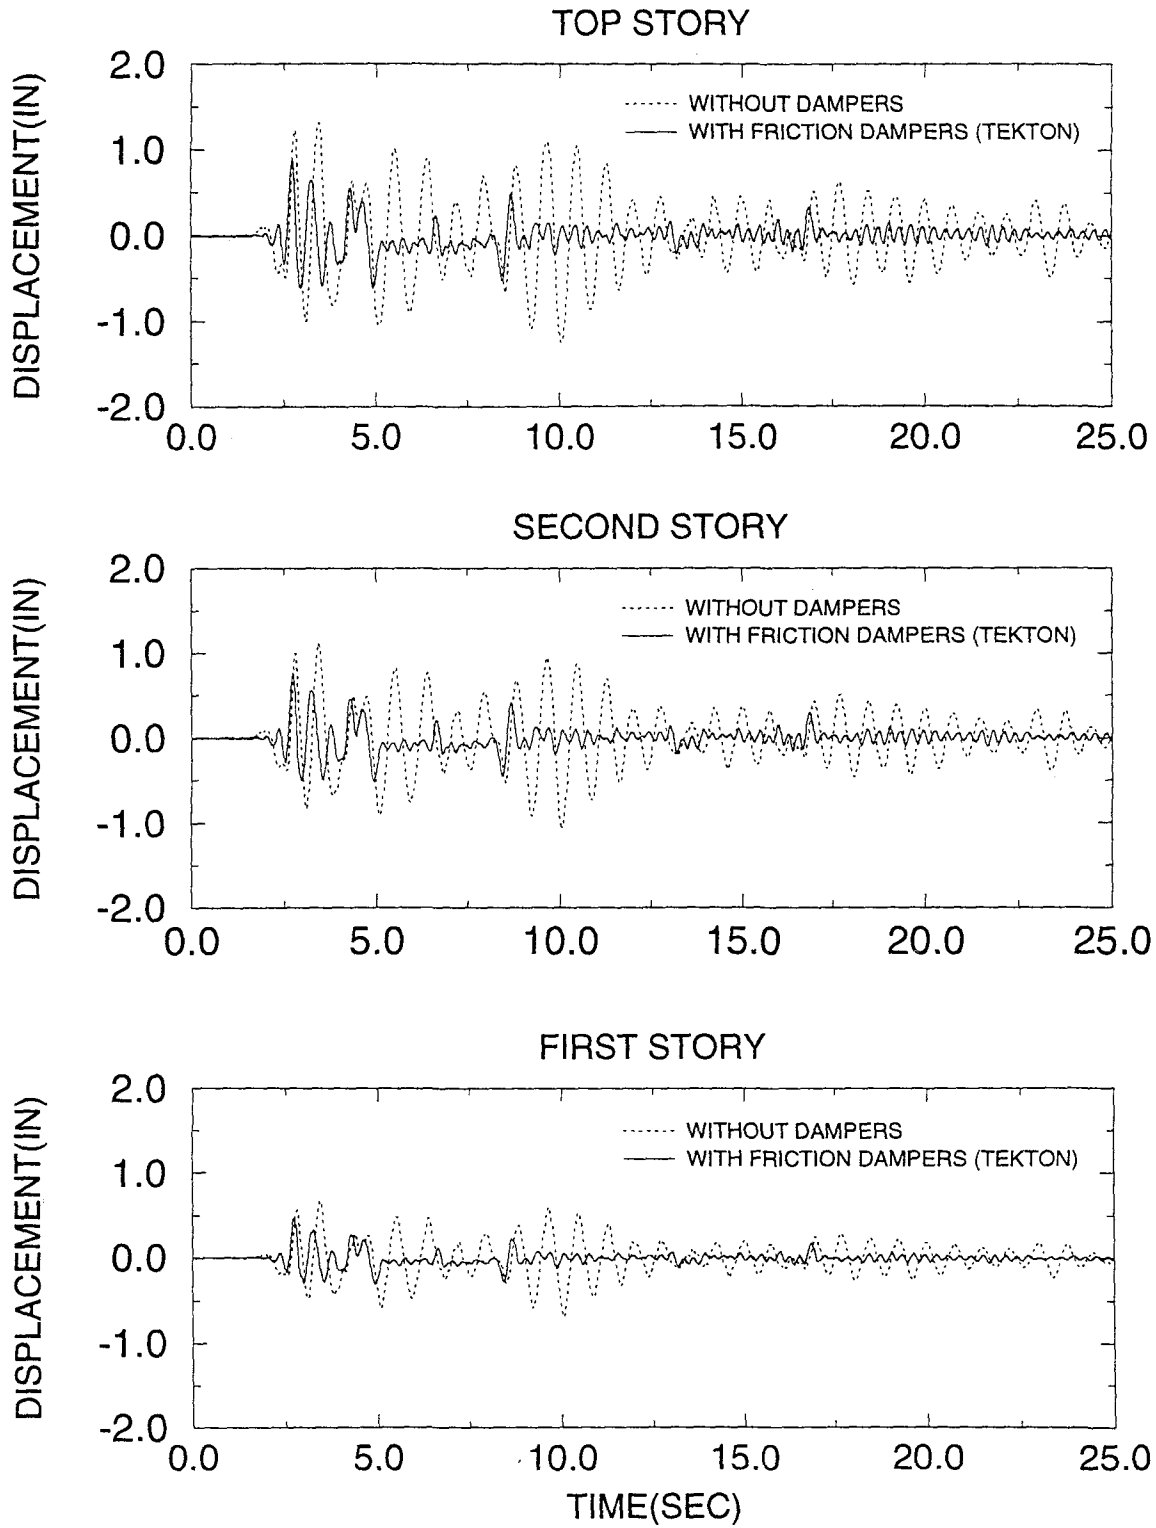 TOP STORY
DISPLACEMENT(IN)
2.0
1.0
0.0
-1.0
-2.0
WITHOUT DAMPERS
WITH FRICTION DAMPERS (TEKTON)
0.0 5.0 10.0 15.0 20.0 25.0
SECOND STORY
DISPLACEMENT(IN)
2.0
1.0
0.0
-1.0
-2.0
WITHOUT DAMPERS
WITH FRICTION DAMPERS (TEKTON)
0.0 5.0 10.0 15.0 20.0 25.0
FIRST STORY
DISPLACEMENT(IN)
2.0
1.0
0.0
-1.0
-2.0
WITHOUT DAMPERS
WITH FRICTION DAMPERS (TEKTON)
0.0 5.0 10.0 15.0 20.0 25.0
TIME(SEC)